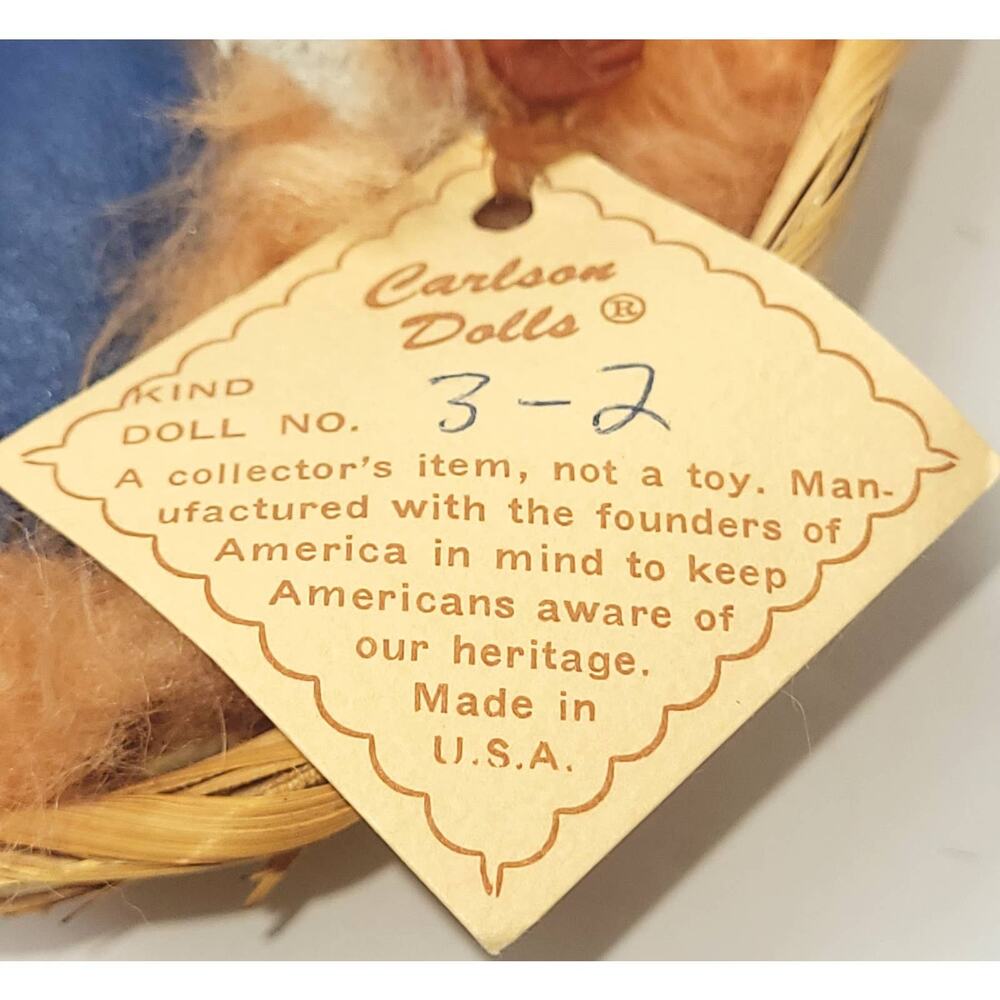 Carlson
Dolls ®
KIND
DOLL NO. 3-2
A collector's item, not a toy. Man-
ufactured with the founders of
America in mind to keep
Americans aware of
our heritage.
Made in
U.S.A.